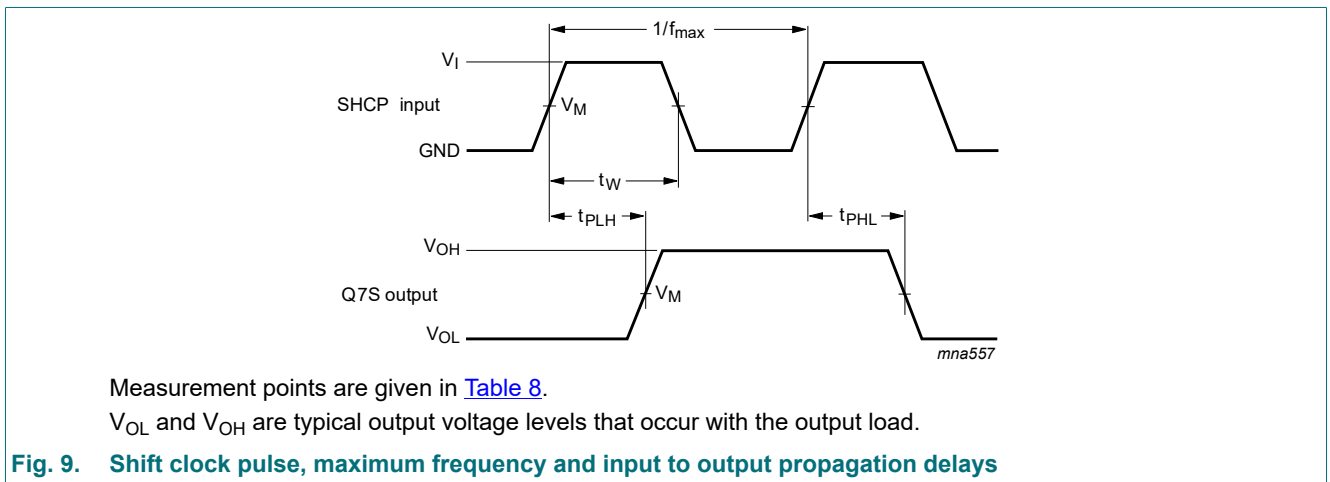 1/fmax
VI
SHCP input
VM
GND
tW
tPLH
tPHL
VOH
Q7S output
VM
VOL
mna557
Measurement points are given in Table 8.
VOL and VOH are typical output voltage levels that occur with the output load.
Fig. 9. Shift clock pulse, maximum frequency and input to output propagation delays